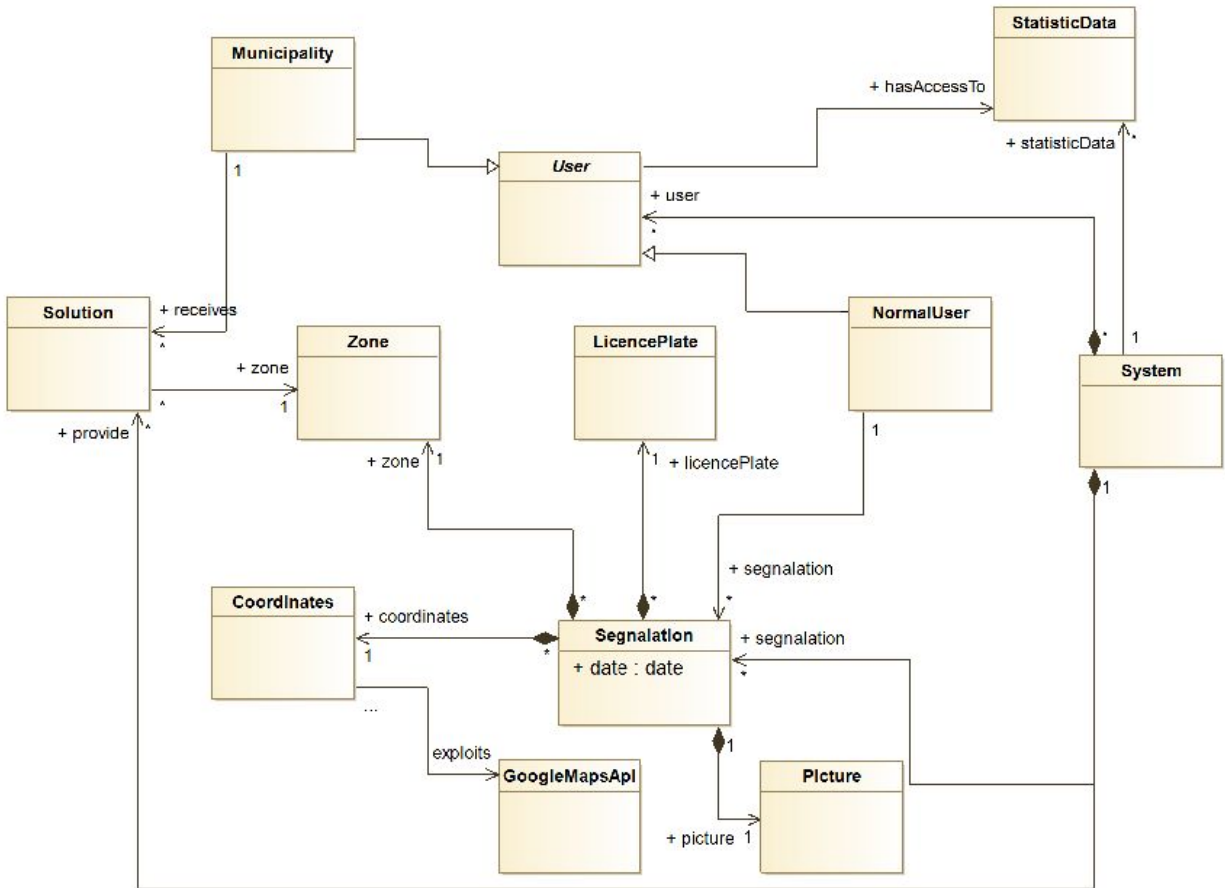 StatisticData
Municipality
+ hasAccessTo
+ statisticData
*
1
User
+ user
*
Solution
+ receives
*
Zone
LicencePlate
NormalUser
*
1
System
+ zone
*
1
+ provide
*
+ zone
1
1
+ licencePlate
1
1
+ segnalation
*
*
*
Coordinates
+ coordinates
1
*
Segnalation
+ date : date
+ segnalation
*
...
exploits
GoogleMapsApi
1
Picture
+ picture
1